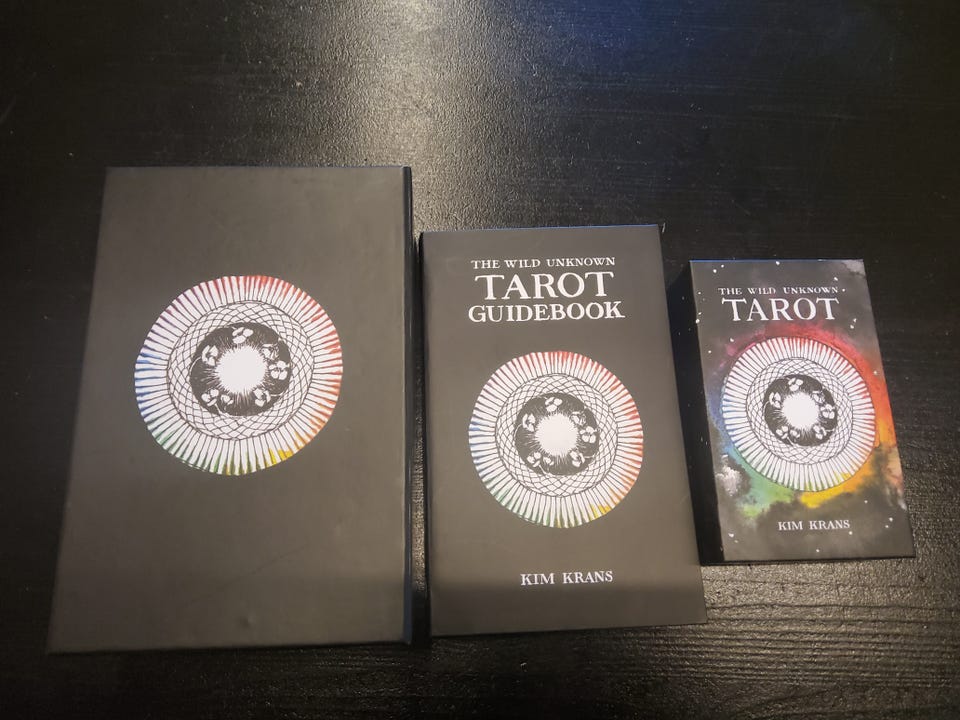 THE WILD UNKNOWN
TAROT
GUIDEBOOK
KIM KRANS
THE WILD UNKNOWN
TAROT
KIM KRANS